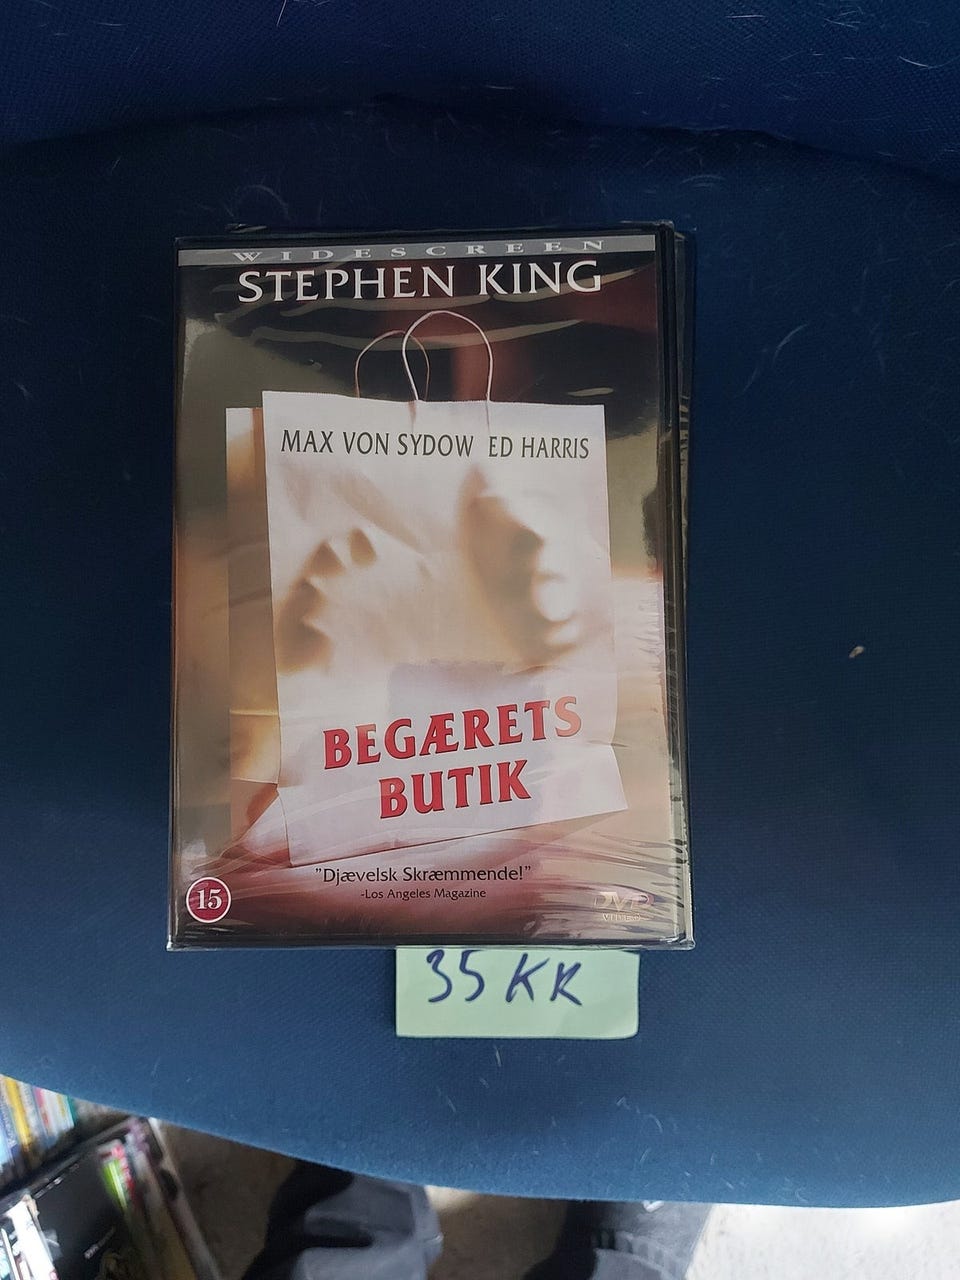 WIDESCREEN
STEPHEN KING
MAX VON SYDOW ED HARRIS
BEGÆRETS
BUTIK
"Djævelsk Skræmmende!"
-Los Angeles Magazine
15
DVD
VIDEO
35 KR